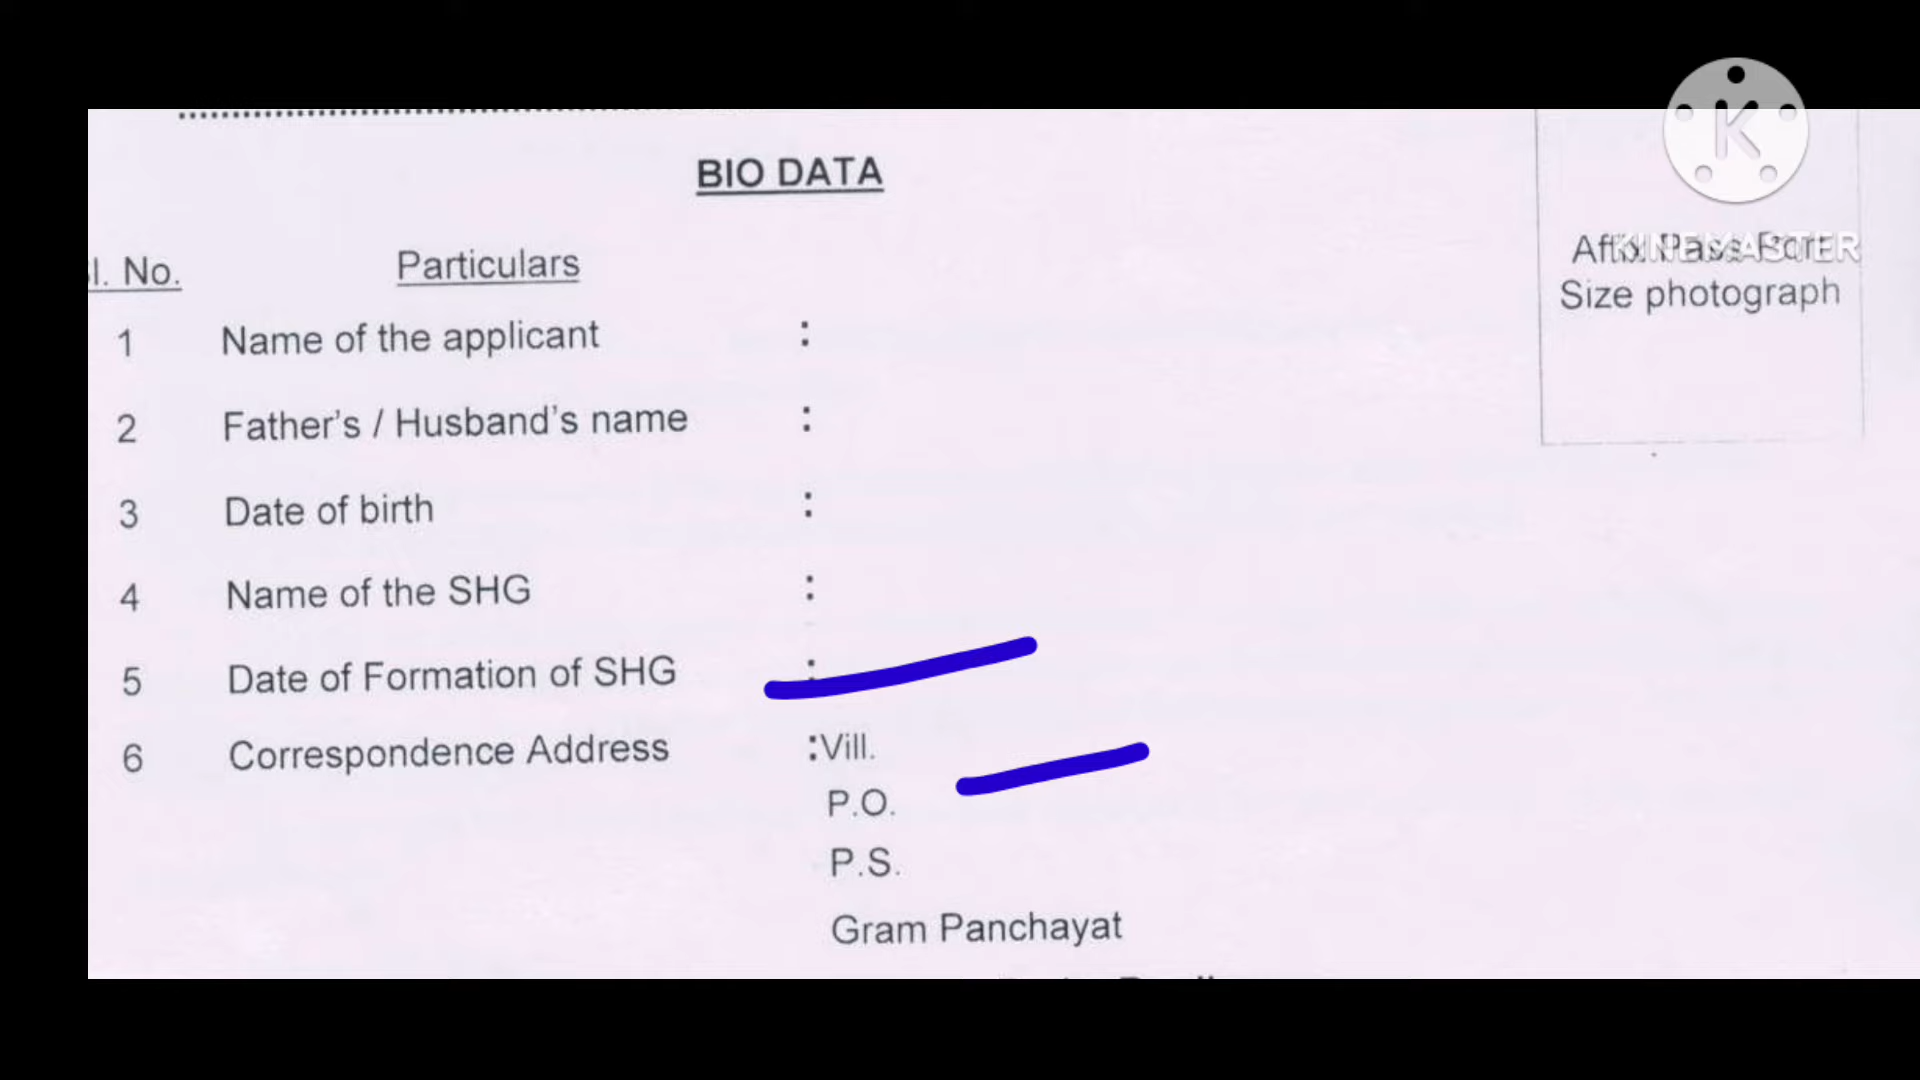 BIO DATA
Sl. No. Particulars
1 Name of the applicant :
2 Father's / Husband's name :
3 Date of birth :
4 Name of the SHG :
5 Date of Formation of SHG :
6 Correspondence Address :Vill.
P.O.
P.S.
Gram Panchayat
Affix Pass Port
Size photograph
K
KINEMASTER